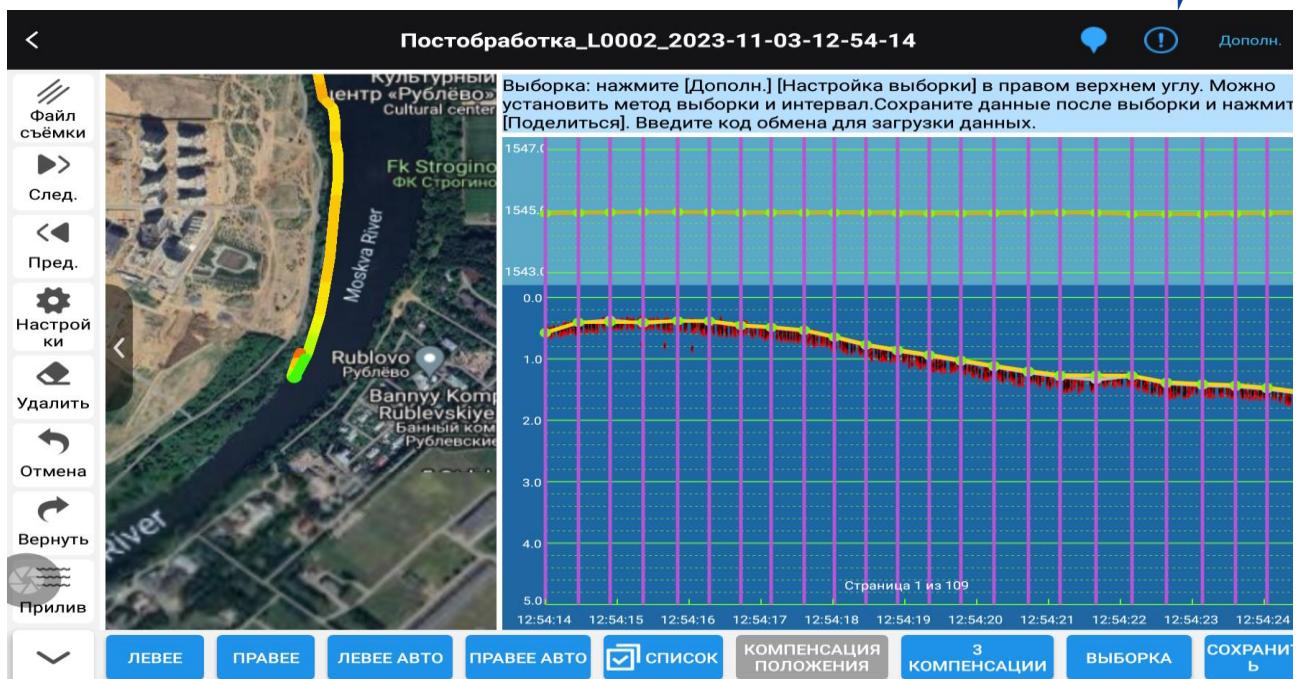 Постобработка_L0002_2023-11-03-12-54-14
Дополн.
Файл
съёмки
След.
Пред.
Настрой
ки
Удалить
Отмена
Вернуть
Прилив
Культурный
центр «Рублёво»
Cultural center
Fk Strogino
ФК Строгино
Moskva River
Rublovo
Рублёво
Bannyy Komp
Rublevskiye
Банный ком
Рублевские
River
Выборка: нажмите [Дополн.] [Настройка выборки] в правом верхнем углу. Можно
установить метод выборки и интервал.Сохраните данные после выборки и нажмит
[Поделиться]. Введите код обмена для загрузки данных.
1547.0
1545.0
1543.0
0.0
1.0
2.0
3.0
4.0
5.0
Страница 1 из 109
12:54:14 12:54:15 12:54:16 12:54:17 12:54:18 12:54:19 12:54:20 12:54:21 12:54:22 12:54:23 12:54:24
ЛЕВЕЕ
ПРАВЕЕ
ЛЕВЕЕ АВТО
ПРАВЕЕ АВТО
СПИСОК
КОМПЕНСАЦИЯ
ПОЛОЖЕНИЯ
З
КОМПЕНСАЦИИ
ВЫБОРКА
СОХРАНИТ
Ь